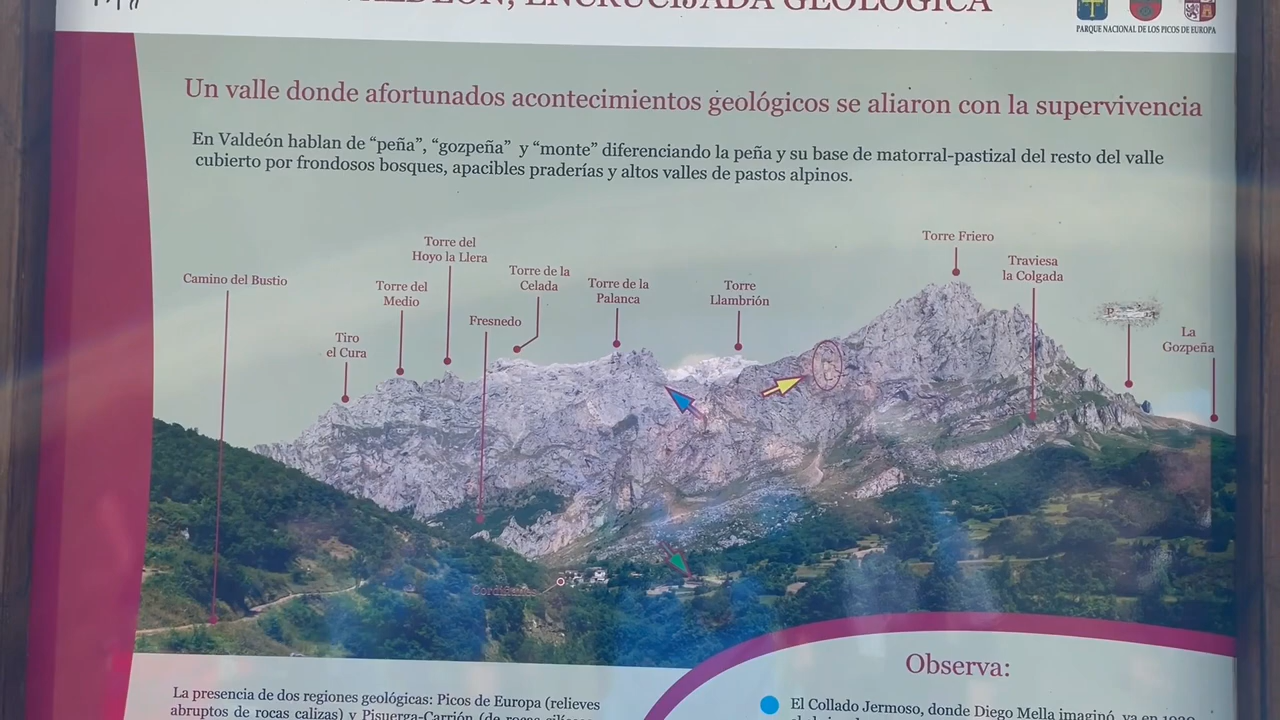 ENCRUCIJADA GEOLÓGICA
PARQUE NACIONAL DE LOS PICOS DE EUROPA
Un valle donde afortunados acontecimientos geológicos se aliaron con la supervivencia
En Valdeón hablan de “peña”, “gozpeña” y “monte” diferenciando la peña y su base de matorral-pastizal del resto del valle
cubierto por frondosos bosques, apacibles praderías y altos valles de pastos alpinos.
Camino del Bustio
Tiro
el Cura
Torre del
Medio
Torre del
Hoyo la Llera
Fresnedo
Torre de la
Celada
Torre de la
Palanca
Torre
Llambrión
Torre Friero
Traviesa
la Colgada
La
Gozpeña
Cordiñanes
Observa:
La presencia de dos regiones geológicas: Picos de Europa (relieves
abruptos de rocas calizas) y Pisuerga-Carrión (de rocas
El Collado Jermoso, donde Diego Mella imaginó, ya en